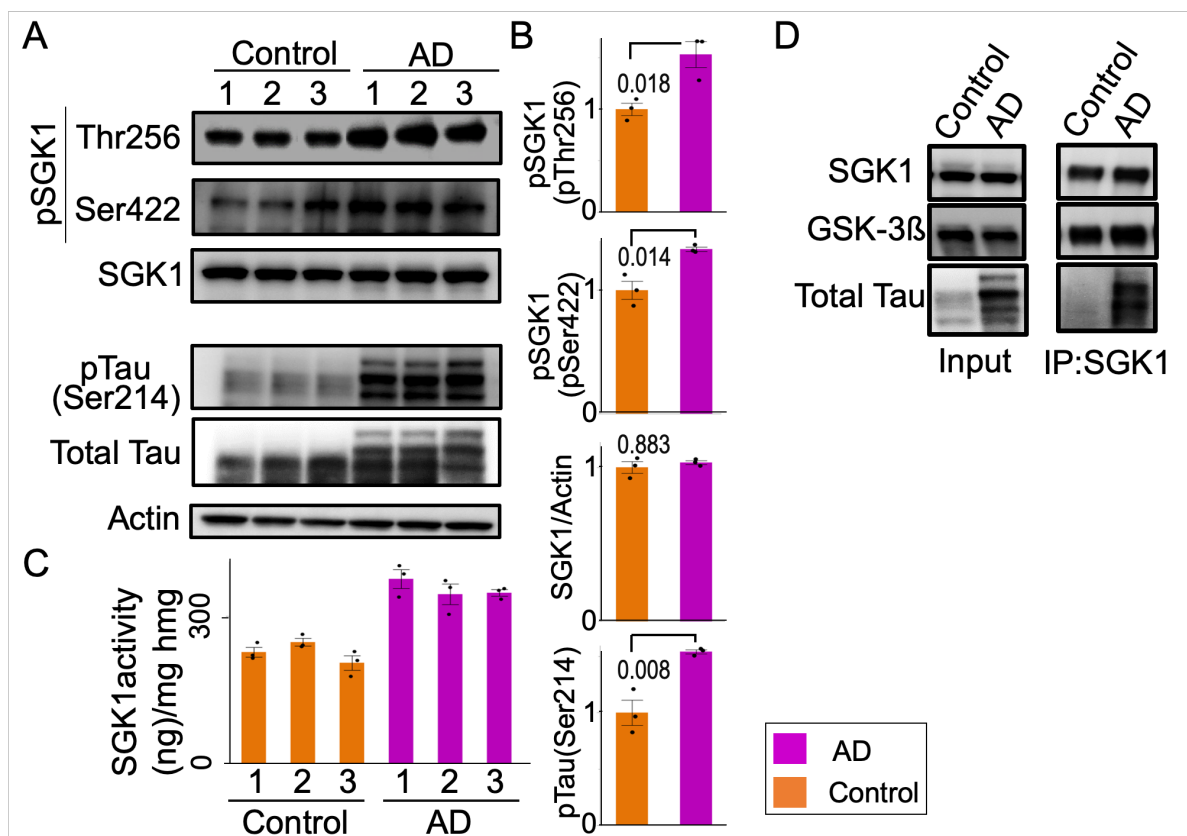 A
Control
AD
1 2 3 1 2 3
pSGK1
Thr256
Ser422
SGK1
pTau
(Ser214)
Total Tau
Actin
B
pSGK1
(pThr256)
1
0
0.018
pSGK1
(pSer422)
1
0
0.014
SGK1/Actin
1
0
0.883
pTau(Ser214)
1
0
0.008
C
SGK1activity
(ng)/mg hmg
300
0
1 2 3 1 2 3
Control
AD
D
Control
AD
Control
AD
SGK1
GSK-3ß
Total Tau
Input
IP:SGK1
AD
Control